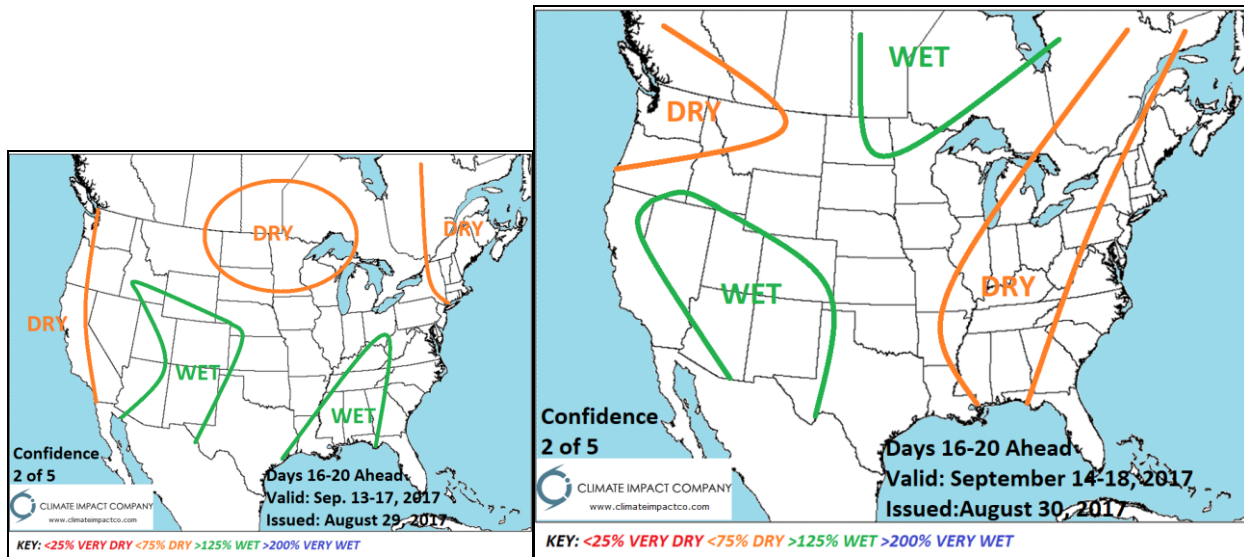 DRY
DRY
DRY
WET
WET
Confidence
2 of 5
Days 16-20 Ahead
Valid: Sep. 13-17, 2017
Issued: August 29, 2017
CLIMATE IMPACT COMPANY
www.climateimpactco.com
KEY: <25% VERY DRY <75% DRY >125% WET >200% VERY WET
WET
DRY
WET
DRY
Confidence
2 of 5
Days 16-20 Ahead
Valid: September 14-18, 2017
Issued:August 30, 2017
CLIMATE IMPACT COMPANY
www.climateimpactco.com
KEY: <25% VERY DRY <75% DRY >125% WET >200% VERY WET